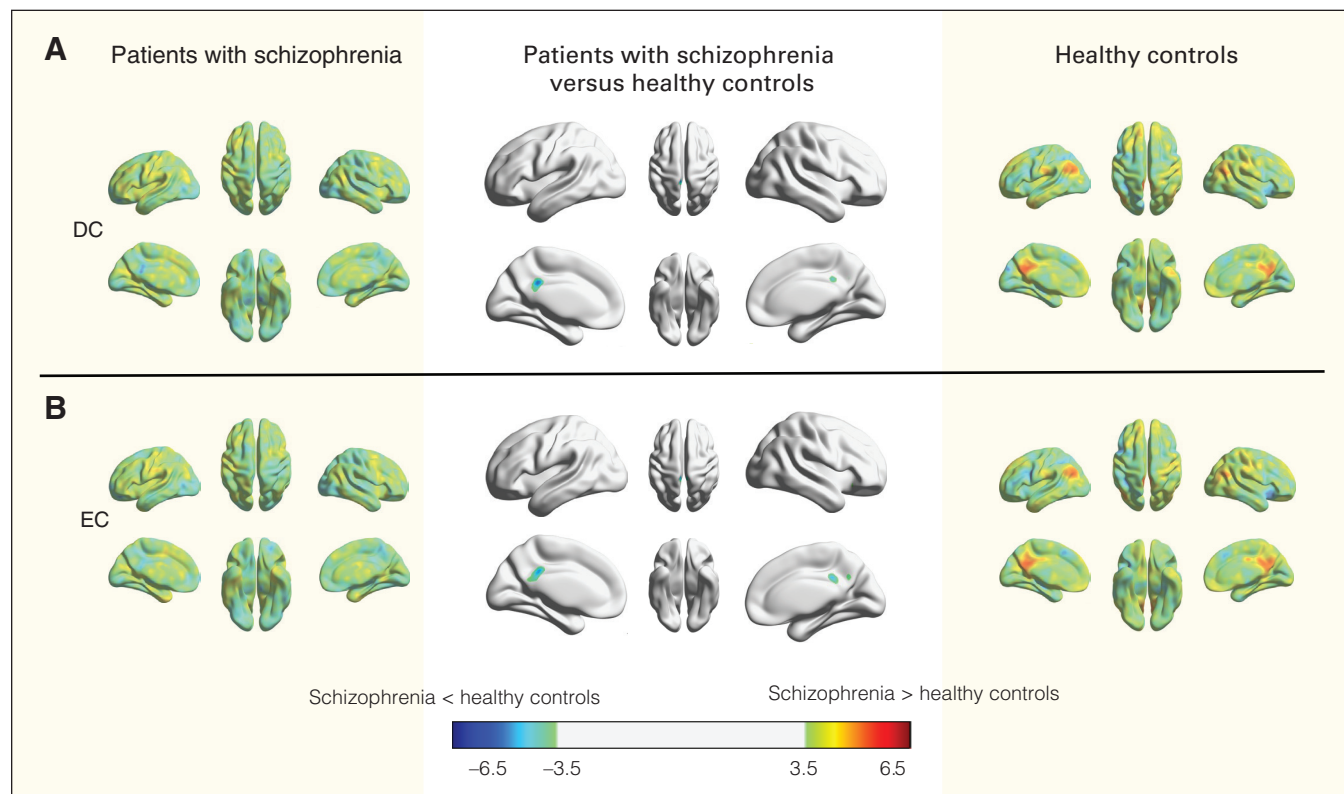 A
Patients with schizophrenia
Patients with schizophrenia
versus healthy controls
Healthy controls
DC
B
EC
Schizophrenia < healthy controls
Schizophrenia > healthy controls
–6.5
–3.5
3.5
6.5